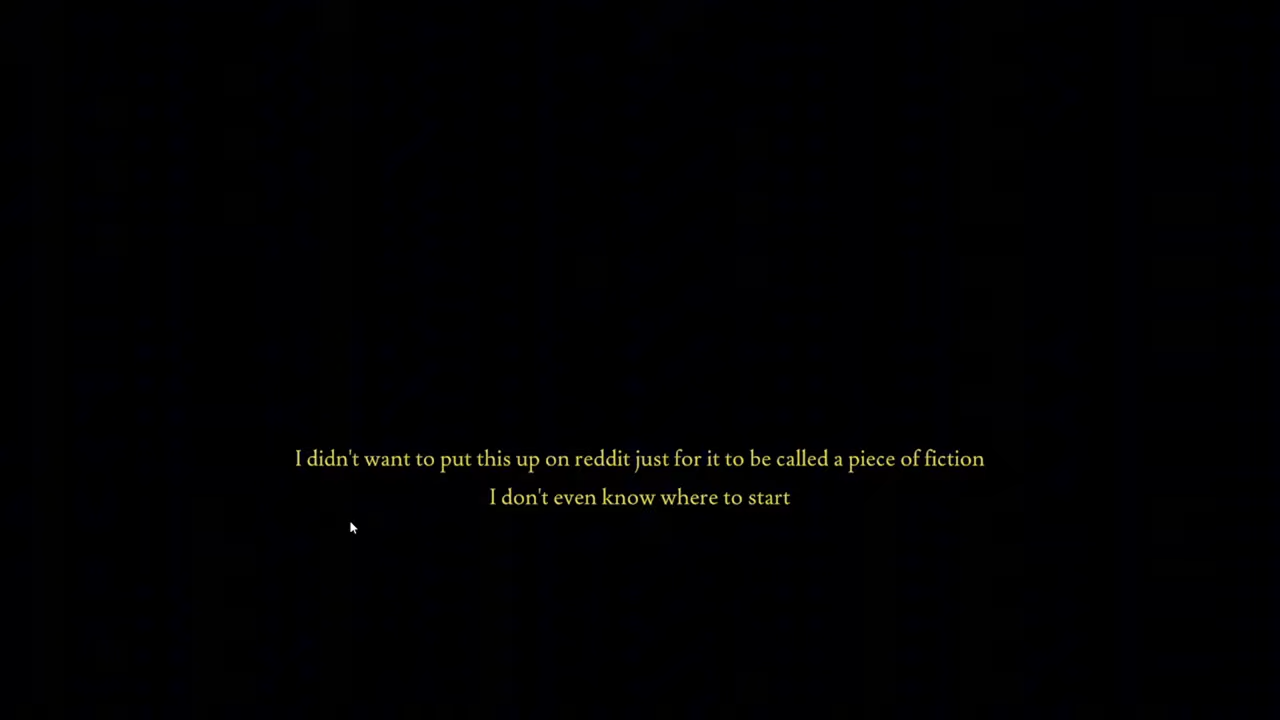 I didn't want to put this up on reddit just for it to be called a piece of fiction
I don't even know where to start